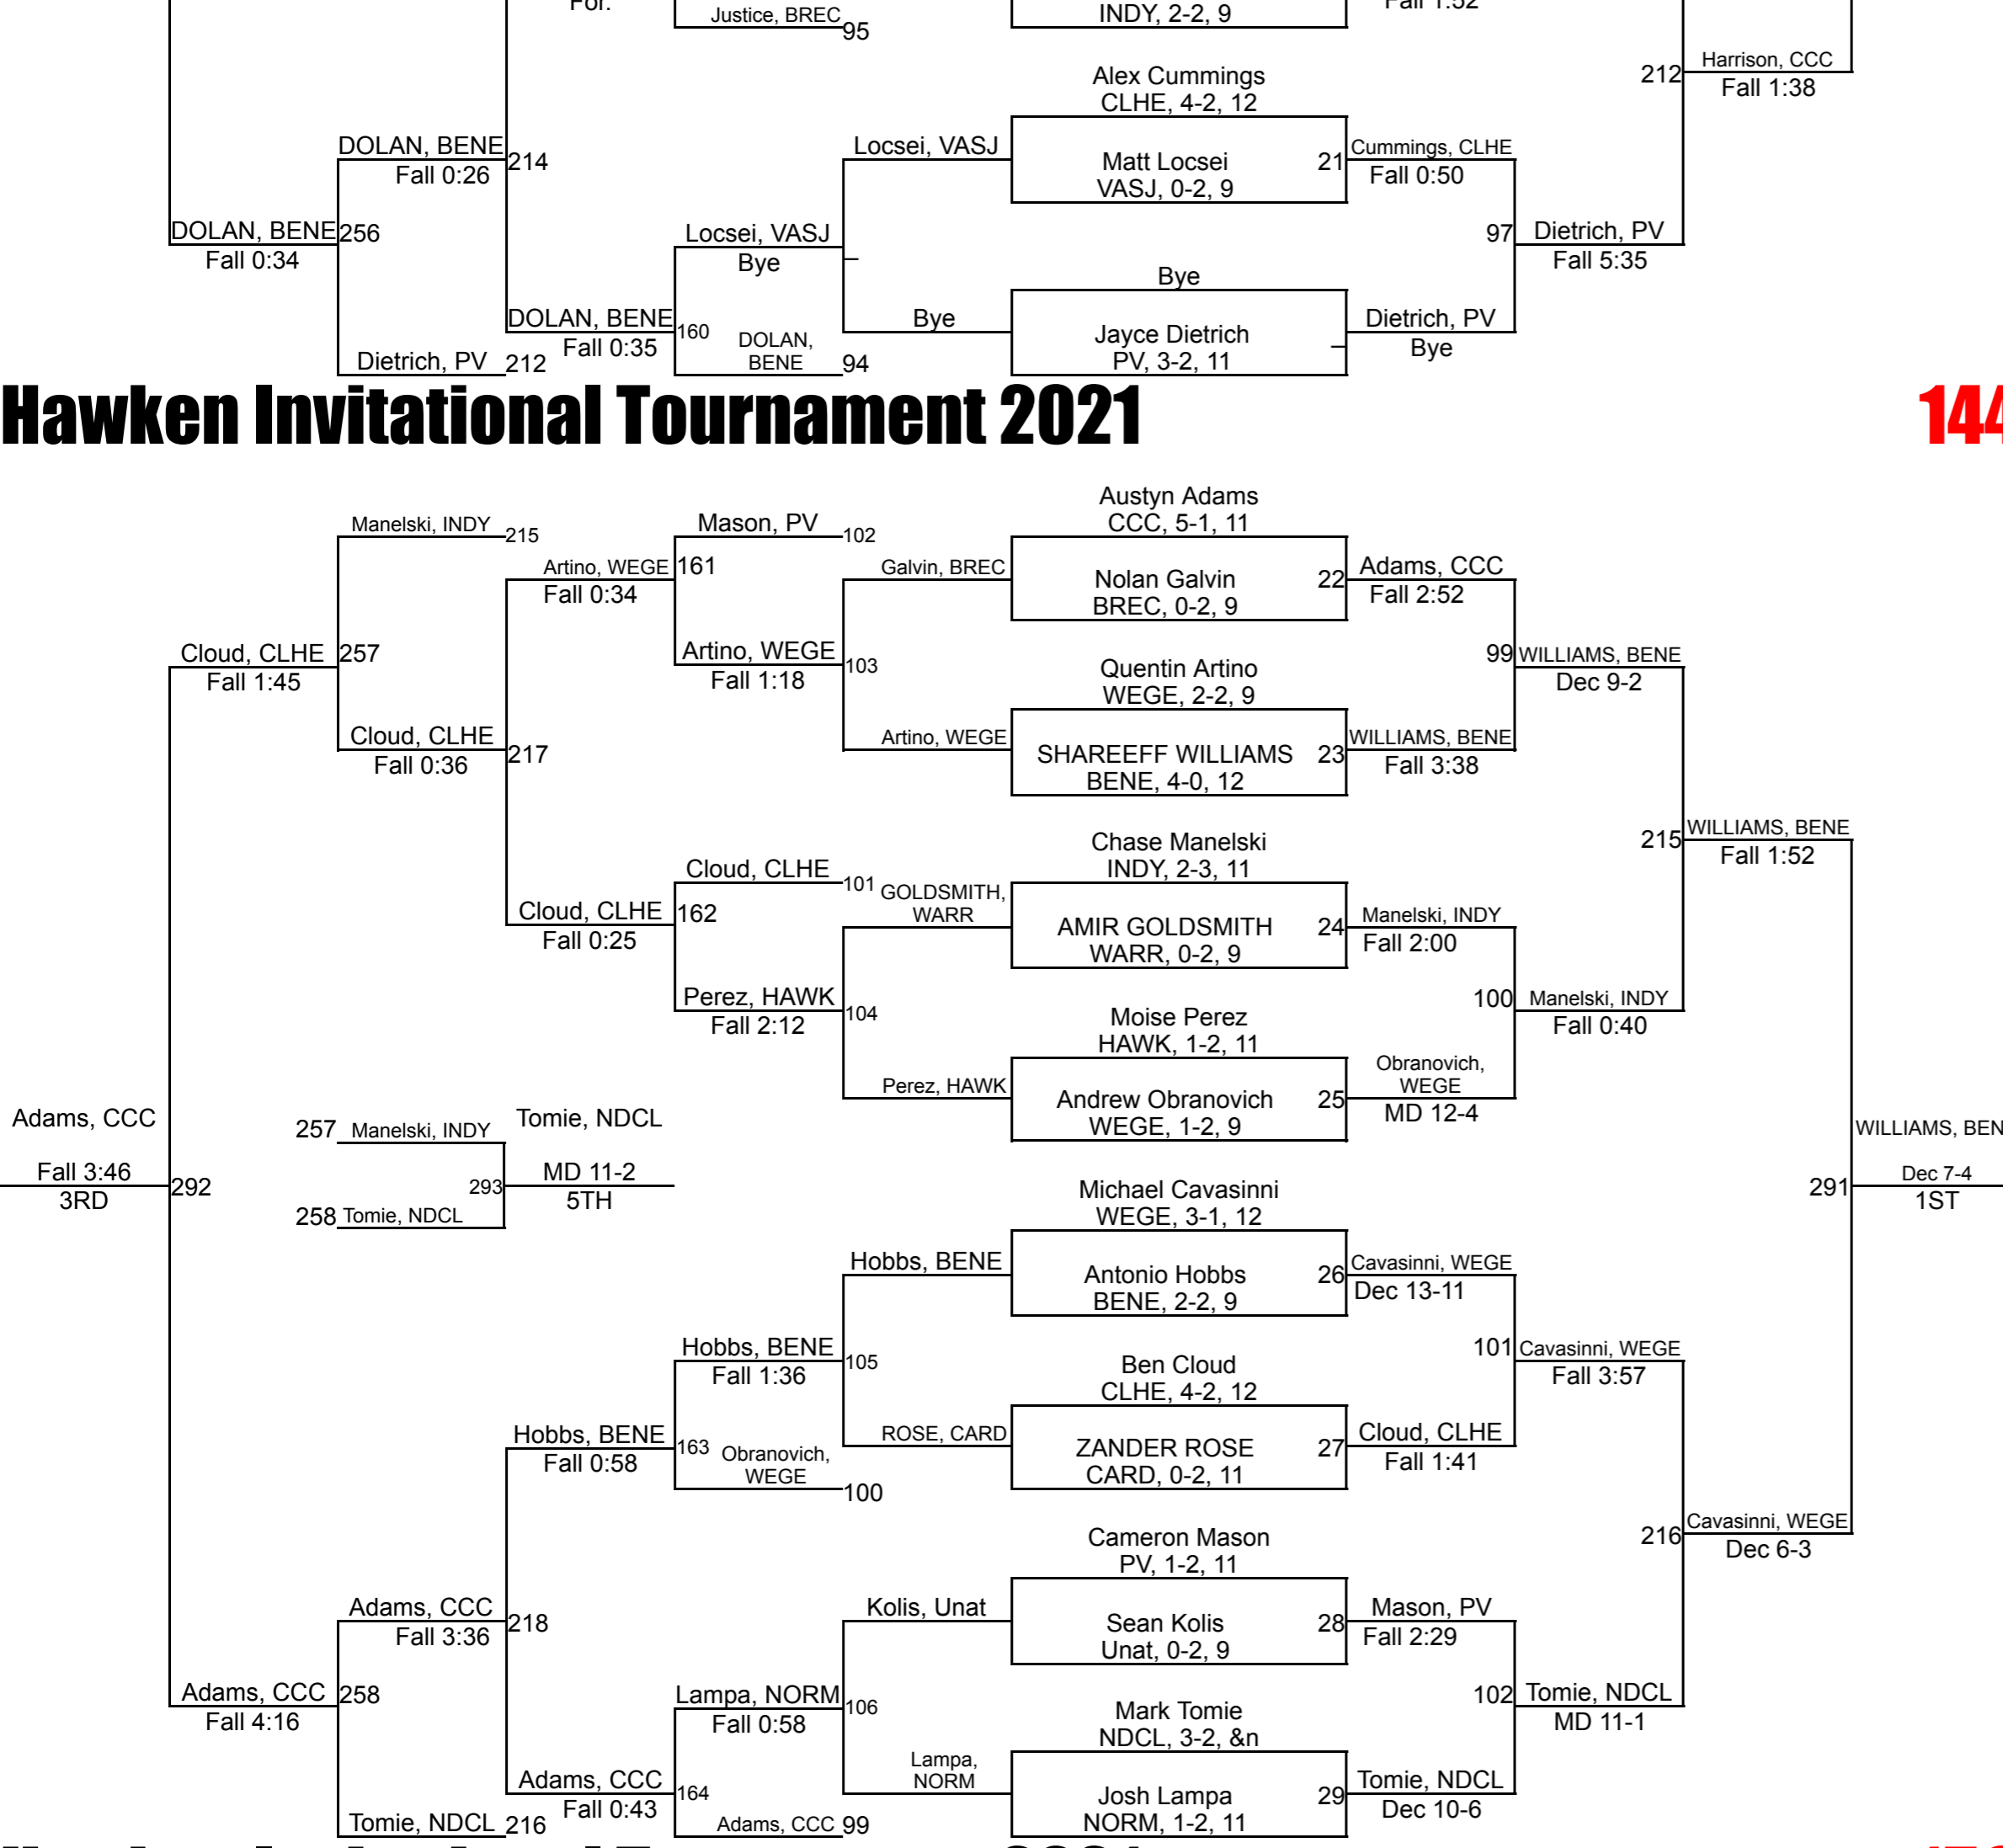 For.
Justice, BREC
95
INDY, 2-2, 9
Fall 1:52
Harrison, CCC
212
Fall 1:38
Alex Cummings
CLHE, 4-2, 12
DOLAN, BENE
214
Fall 0:26
Locsei, VASJ
Matt Locsei
VASJ, 0-2, 9
21
Cummings, CLHE
Fall 0:50
DOLAN, BENE
256
Fall 0:34
Locsei, VASJ
Bye
97
Dietrich, PV
Fall 5:35
Bye
DOLAN, BENE
Fall 0:35
160
DOLAN,
BENE
94
Bye
Jayce Dietrich
PV, 3-2, 11
Dietrich, PV
Bye
Dietrich, PV
212
Hawken Invitational Tournament 2021
144
Austyn Adams
CCC, 5-1, 11
Manelski, INDY
215
Mason, PV
102
Artino, WEGE
161
Fall 0:34
Galvin, BREC
Nolan Galvin
BREC, 0-2, 9
22
Adams, CCC
Fall 2:52
Cloud, CLHE
257
Fall 1:45
Artino, WEGE
103
Fall 1:18
Quentin Artino
WEGE, 2-2, 9
99
WILLIAMS, BENE
Dec 9-2
Cloud, CLHE
217
Fall 0:36
Artino, WEGE
SHAREEFF WILLIAMS
BENE, 4-0, 12
23
WILLIAMS, BENE
Fall 3:38
Chase Manelski
INDY, 2-3, 11
215
WILLIAMS, BENE
Fall 1:52
Cloud, CLHE
101
Cloud, CLHE
162
Fall 0:25
GOLDSMITH,
WARR
AMIR GOLDSMITH
WARR, 0-2, 9
24
Manelski, INDY
Fall 2:00
Perez, HAWK
104
Fall 2:12
Moise Perez
HAWK, 1-2, 11
100
Manelski, INDY
Fall 0:40
Perez, HAWK
Andrew Obranovich
WEGE, 1-2, 9
25
Obranovich,
WEGE
MD 12-4
Adams, CCC
Fall 3:46
3RD
292
257
Manelski, INDY
258
Tomie, NDCL
293
Tomie, NDCL
MD 11-2
5TH
291
WILLIAMS, BEN
Dec 7-4
1ST
Michael Cavasinni
WEGE, 3-1, 12
Hobbs, BENE
Antonio Hobbs
BENE, 2-2, 9
26
Cavasinni, WEGE
Dec 13-11
Hobbs, BENE
105
Fall 1:36
Ben Cloud
CLHE, 4-2, 12
101
Cavasinni, WEGE
Fall 3:57
Hobbs, BENE
163
Fall 0:58
Obranovich,
WEGE
100
ROSE, CARD
ZANDER ROSE
CARD, 0-2, 11
27
Cloud, CLHE
Fall 1:41
Cameron Mason
PV, 1-2, 11
216
Cavasinni, WEGE
Dec 6-3
Adams, CCC
218
Fall 3:36
Kolis, Unat
Sean Kolis
Unat, 0-2, 9
28
Mason, PV
Fall 2:29
Adams, CCC
258
Fall 4:16
Lampa, NORM
106
Fall 0:58
Mark Tomie
NDCL, 3-2, &n
102
Tomie, NDCL
MD 11-1
Adams, CCC
164
Fall 0:43
Lampa,
NORM
Josh Lampa
NORM, 1-2, 11
29
Tomie, NDCL
Dec 10-6
Tomie, NDCL
216
Adams, CCC
99